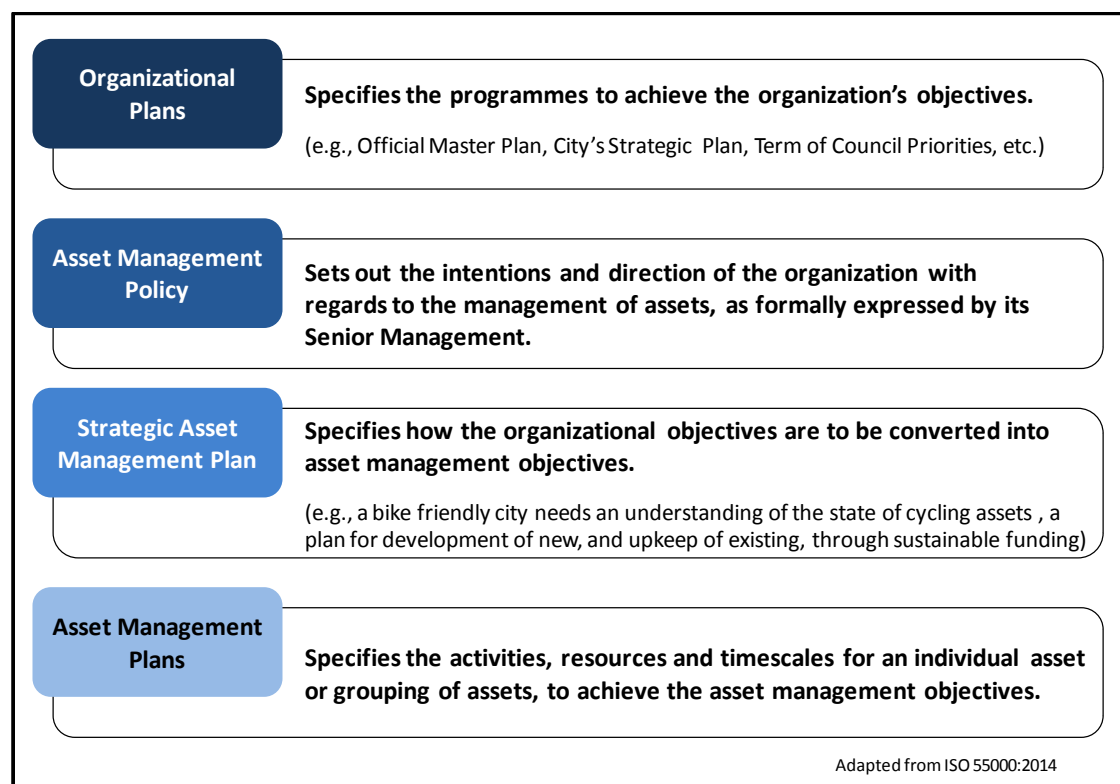 Organizational
Plans
Specifies the programmes to achieve the organization's objectives.
(e.g., Official Master Plan, City's Strategic Plan, Term of Council Priorities, etc.)
Asset Management
Policy
Sets out the intentions and direction of the organization with
regards to the management of assets, as formally expressed by its
Senior Management.
Strategic Asset
Management Plan
Specifies how the organizational objectives are to be converted into
asset management objectives.
(e.g., a bike friendly city needs an understanding of the state of cycling assets , a
plan for development of new, and upkeep of existing, through sustainable funding)
Asset Management
Plans
Specifies the activities, resources and timescales for an individual asset
or grouping of assets, to achieve the asset management objectives.
Adapted from ISO 55000:2014